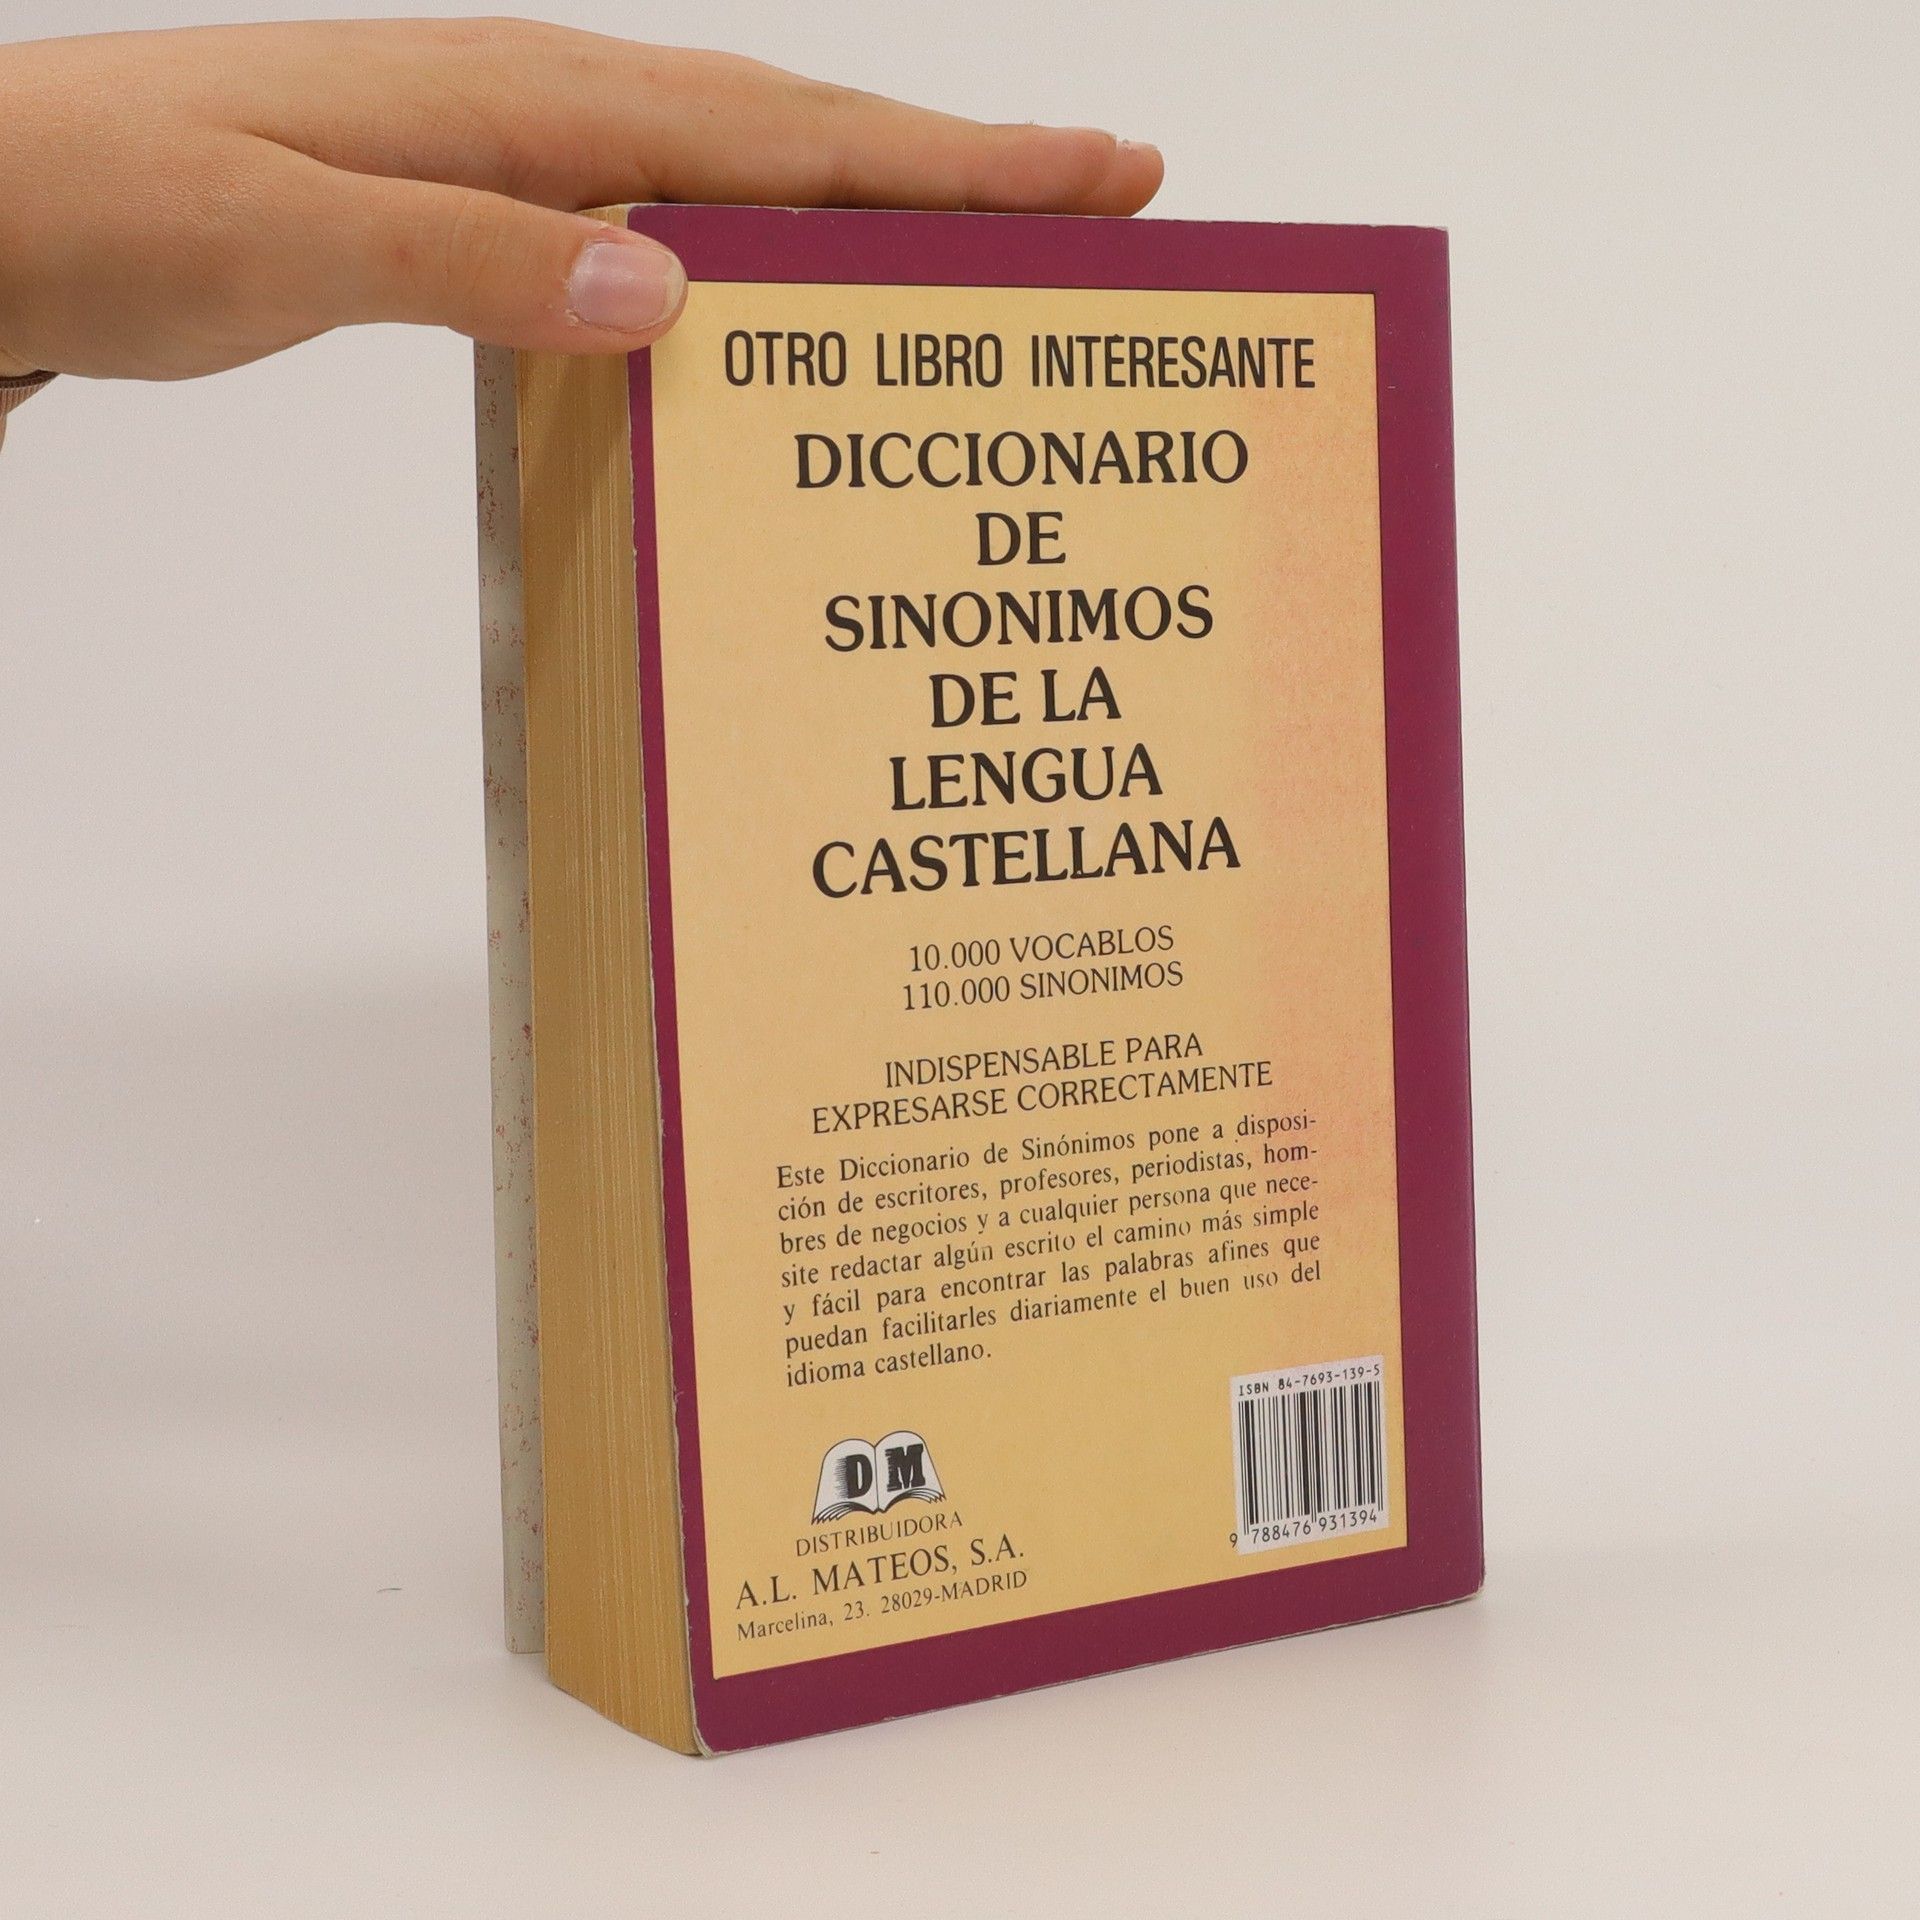 OTRO LIBRO INTERESANTE
DICCIONARIO
DE
SINONIMOS
DE LA
LENGUA
CASTELLANA
10.000 VOCABLOS
110.000 SINONIMOS
INDISPENSABLE PARA
EXPRESARSE CORRECTAMENTE
Este Diccionario de Sinónimos pone a disposi-
ción de escritores, profesores, periodistas, hom-
bres de negocios y a cualquier persona que nece-
site redactar algún escrito el camino más simple
y fácil para encontrar las palabras afines que
puedan facilitarles diariamente el buen uso del
idioma castellano.
DM
DISTRIBUIDORA
A.L. MATEOS, S.A.
Marcelina, 23. 28029-MADRID
ISBN 84-7693-139-5
9 788476 931394